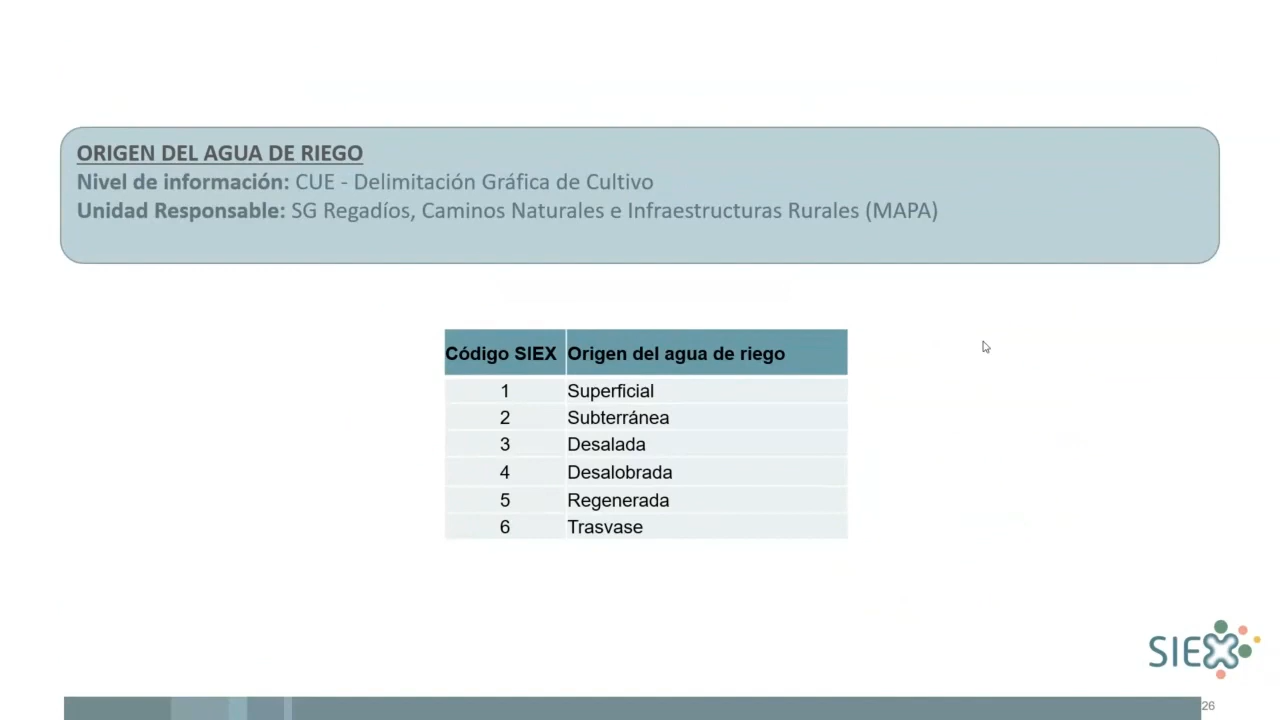 ORIGEN DEL AGUA DE RIEGO
Nivel de información: CUE - Delimitación Gráfica de Cultivo
Unidad Responsable: SG Regadíos, Caminos Naturales e Infraestructuras Rurales (MAPA)
Código SIEX Origen del agua de riego
1 Superficial
2 Subterránea
3 Desalada
4 Desalobrada
5 Regenerada
6 Trasvase
SIEX
26